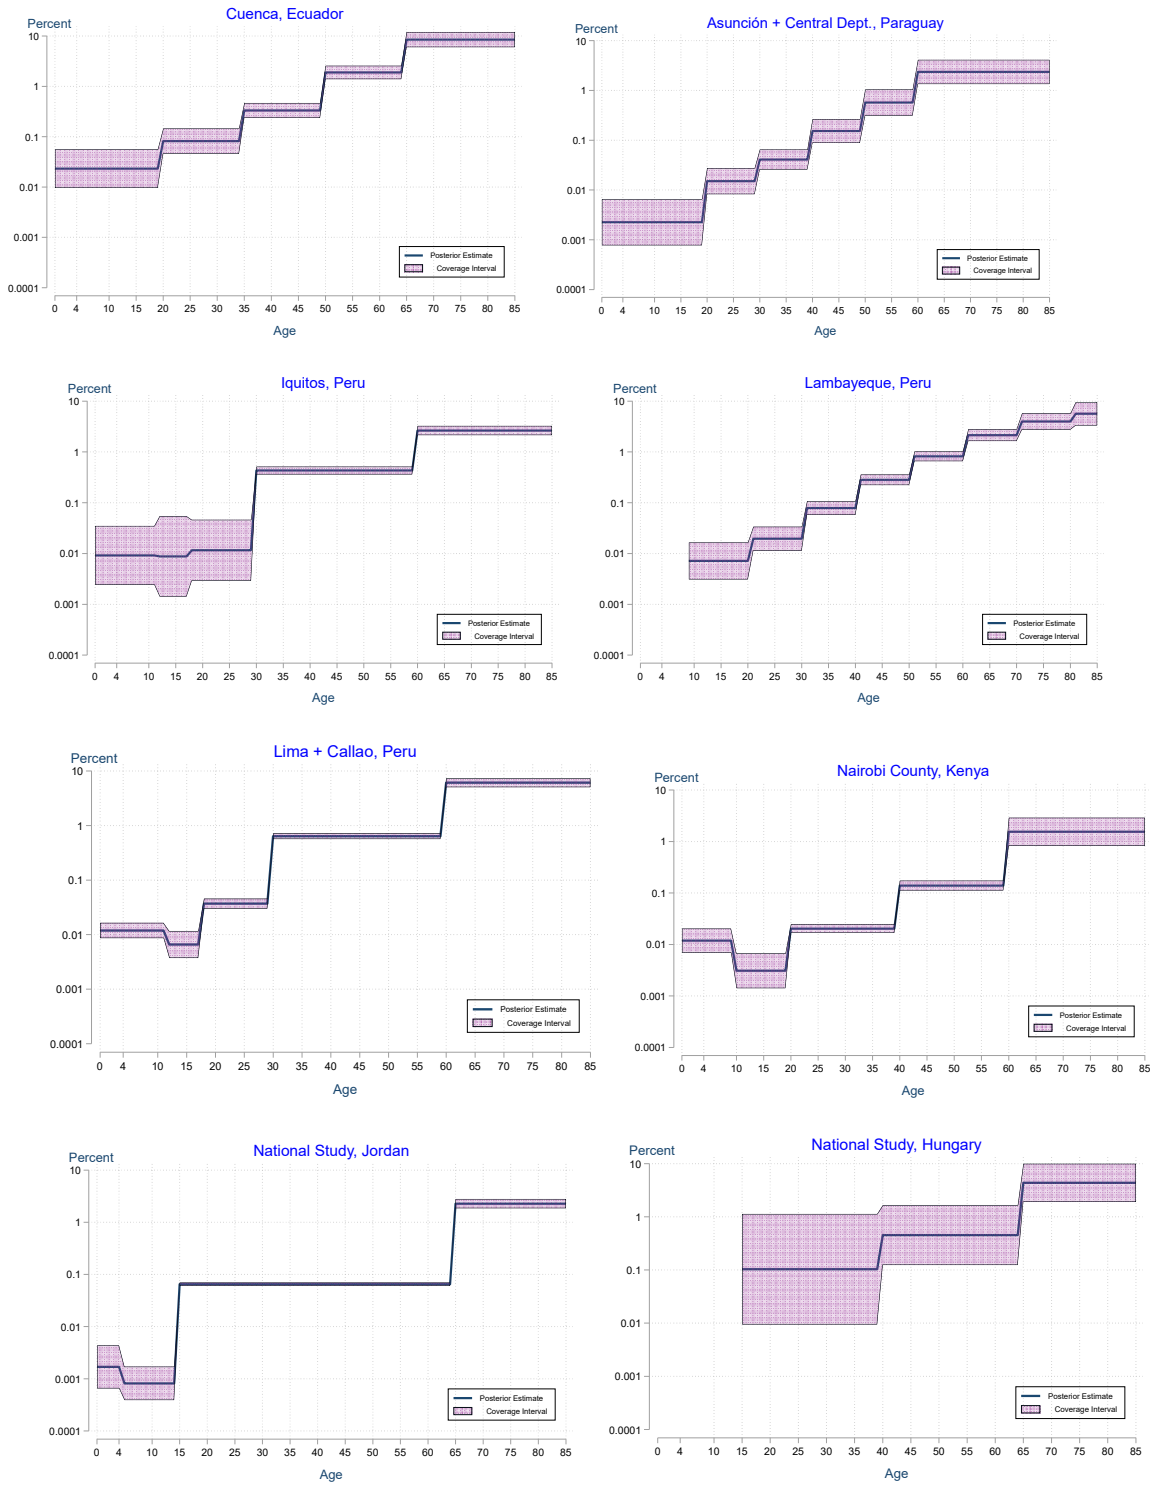 Cuenca, Ecuador
Percent
10
1
0.1
0.01
0.001
0.0001
0 4 10 15 20 25 30 35 40 45 50 55 60 65 70 75 80 85
Age
Posterior Estimate
Coverage Interval
Asunción + Central Dept., Paraguay
Percent
10
1
0.1
0.01
0.001
0.0001
0 4 10 15 20 25 30 35 40 45 50 55 60 65 70 75 80 85
Age
Posterior Estimate
Coverage Interval
Iquitos, Peru
Percent
10
1
0.1
0.01
0.001
0.0001
0 4 10 15 20 25 30 35 40 45 50 55 60 65 70 75 80 85
Age
Posterior Estimate
Coverage Interval
Lambayeque, Peru
Percent
10
1
0.1
0.01
0.001
0.0001
0 4 10 15 20 25 30 35 40 45 50 55 60 65 70 75 80 85
Age
Posterior Estimate
Coverage Interval
Lima + Callao, Peru
Percent
10
1
0.1
0.01
0.001
0.0001
0 4 10 15 20 25 30 35 40 45 50 55 60 65 70 75 80 85
Age
Posterior Estimate
Coverage Interval
Nairobi County, Kenya
Percent
10
1
0.1
0.01
0.001
0.0001
0 4 10 15 20 25 30 35 40 45 50 55 60 65 70 75 80 85
Age
Posterior Estimate
Coverage Interval
National Study, Jordan
Percent
10
1
0.1
0.01
0.001
0.0001
0 4 10 15 20 25 30 35 40 45 50 55 60 65 70 75 80 85
Age
Posterior Estimate
Coverage Interval
National Study, Hungary
Percent
10
1
0.1
0.01
0.001
0.0001
0 4 10 15 20 25 30 35 40 45 50 55 60 65 70 75 80 85
Age
Posterior Estimate
Coverage Interval